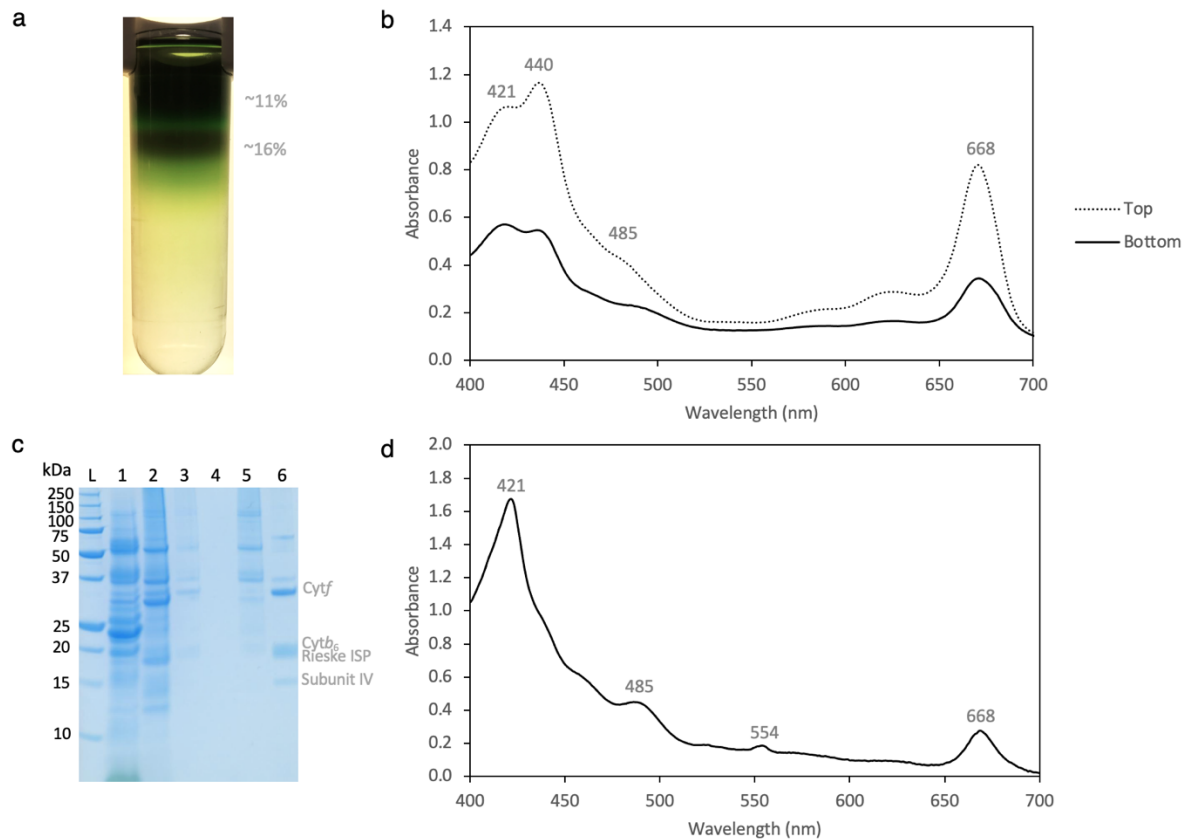 a
~11%
~16%
b
1.4
1.2
1.0
0.8
0.6
0.4
0.2
0.0
Absorbance
421
440
485
668
400 450 500 550 600 650 700
Wavelength (nm)
Top
Bottom
c
kDa L 1 2 3 4 5 6
250
150
100
75
50
37
25
20
15
10
Cytf
Cytb₆
Rieske ISP
Subunit IV
d
2.0
1.8
1.6
1.4
1.2
1.0
0.8
0.6
0.4
0.2
0.0
Absorbance
421
485
554
668
400 450 500 550 600 650 700
Wavelength (nm)